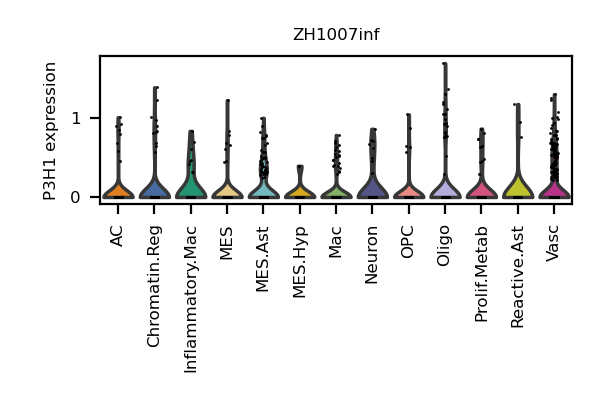 ZH1007inf
P3H1 expression
1
0
AC
Chromatin.Reg
Inflammatory.Mac
MES
MES.Ast
MES.Hyp
Mac
Neuron
OPC
Oligo
Prolif.Metab
Reactive.Ast
Vasc